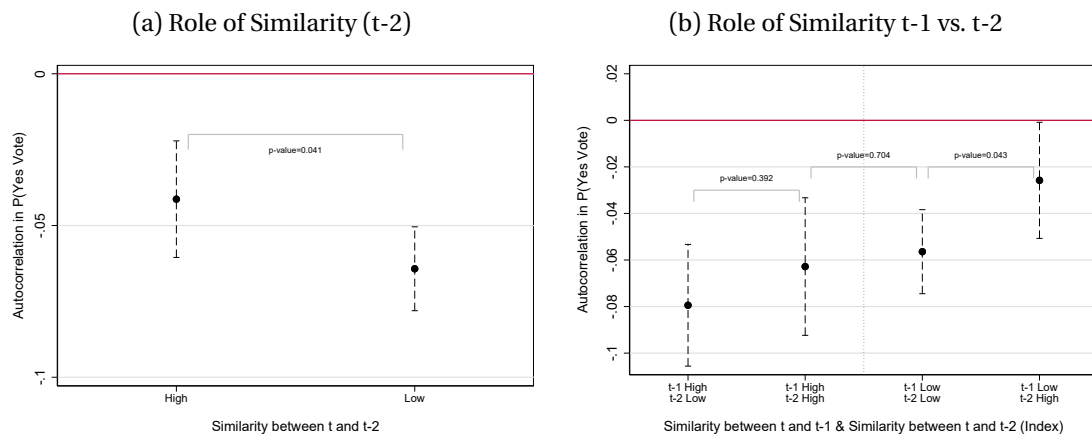 (a) Role of Similarity (t-2)
Autocorrelation in P(Yes Vote)
0
-.05
-.1
p-value=0.041
High
Low
Similarity between t and t-2
(b) Role of Similarity t-1 vs. t-2
Autocorrelation in P(Yes Vote)
.02
0
-.02
-.04
-.06
-.08
-.1
p-value=0.392
p-value=0.704
p-value=0.043
t-1 High
t-2 Low
t-1 High
t-2 High
t-1 Low
t-2 Low
t-1 Low
t-2 High
Similarity between t and t-1 & Similarity between t and t-2 (Index)